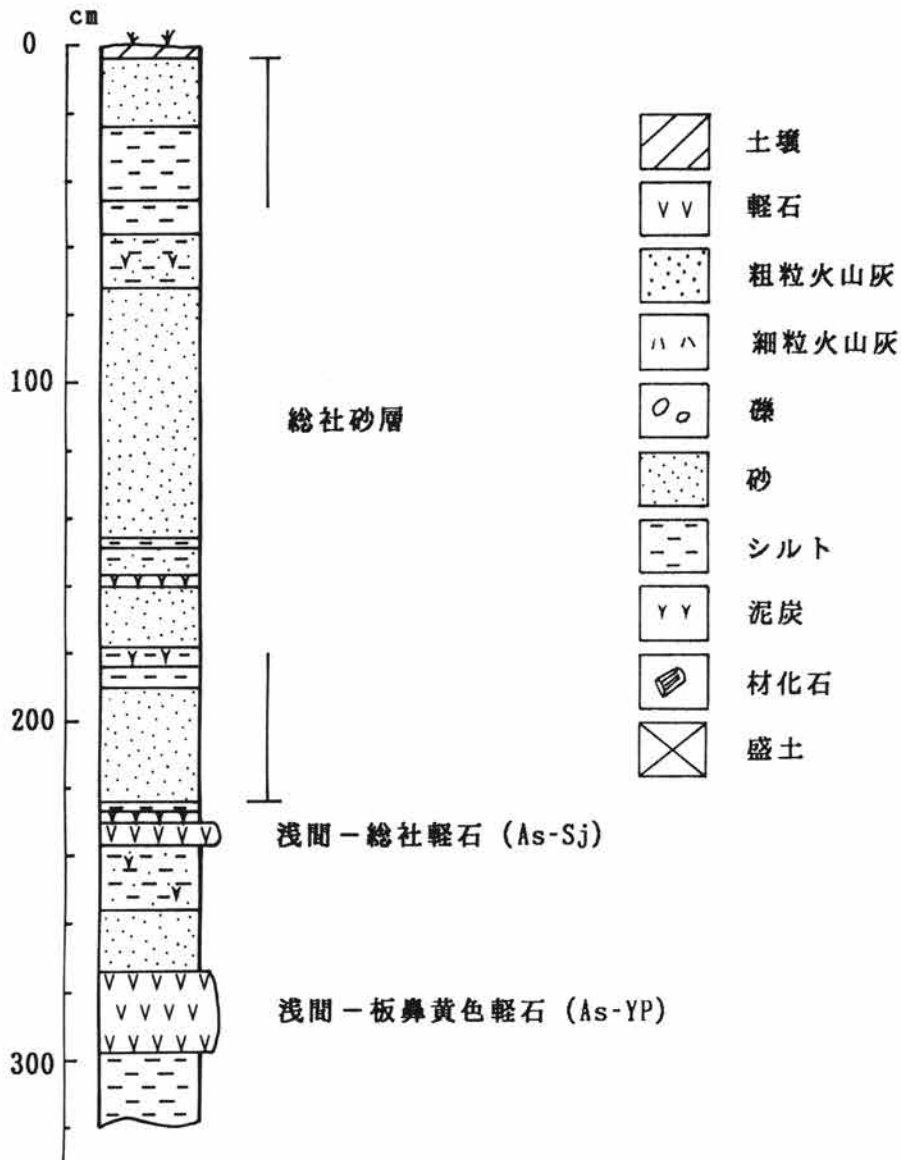 cm
0
100
200
300
総社砂層
浅間－総社軽石 (As-Sj)
浅間－板鼻黄色軽石 (As-YP)
土壌
軽石
粗粒火山灰
細粒火山灰
礫
砂
シルト
泥炭
材化石
盛土